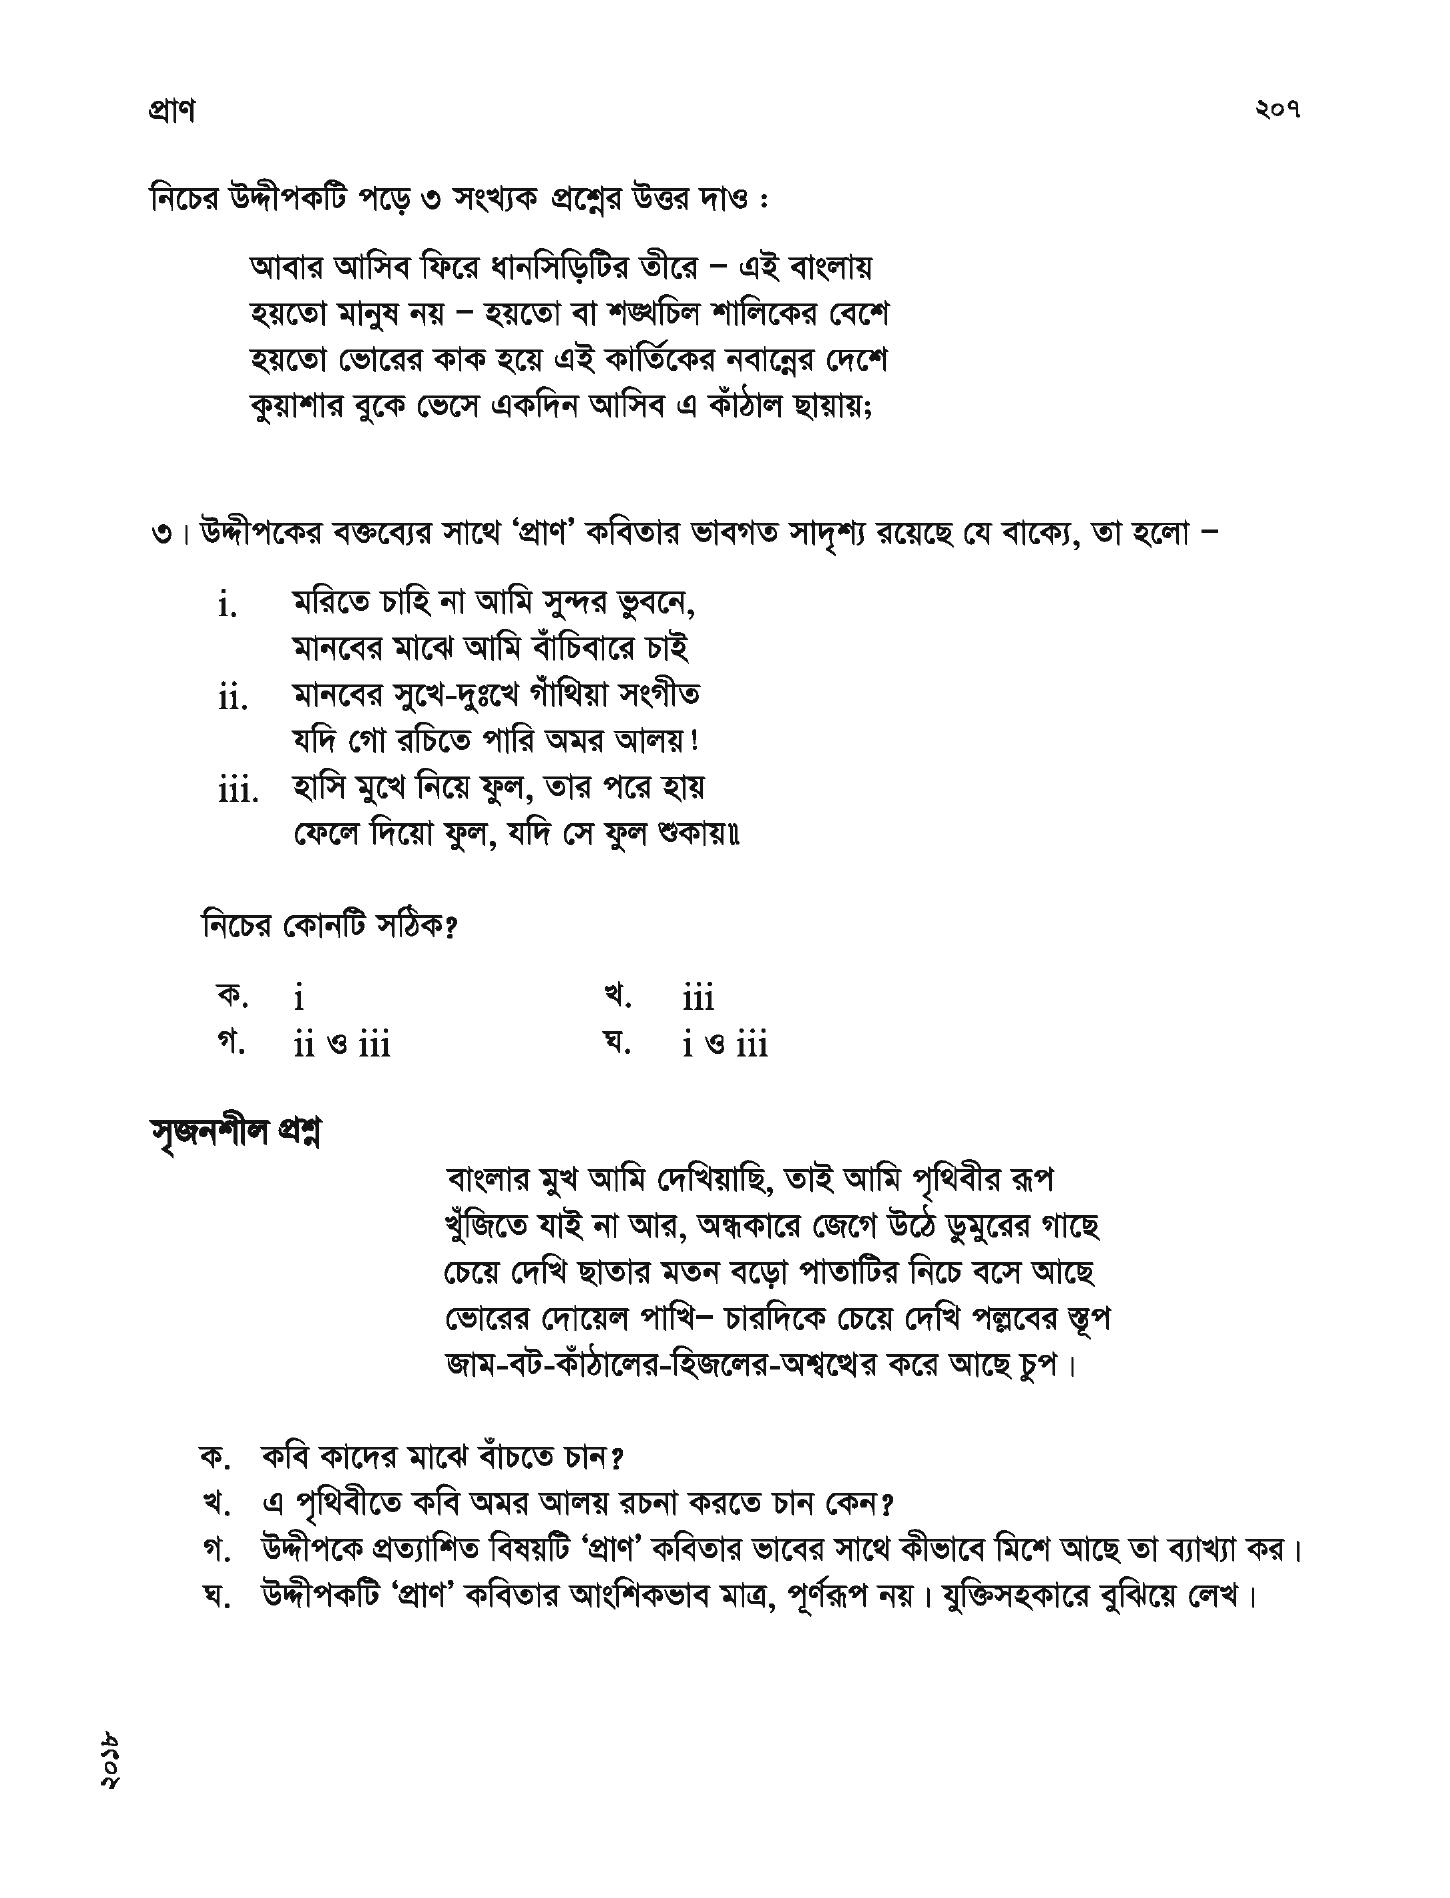 প্রাণ ২০৭
নিচের উদ্দীপকটি পড়ে ৩ সংখ্যক প্রশ্নের উত্তর দাও :
আবার আসিব ফিরে ধানসিড়িটির তীরে – এই বাংলায়
হয়তো মানুষ নয় – হয়তো বা শঙ্খচিল শালিকের বেশে
হয়তো ভোরের কাক হয়ে এই কার্তিকের নবান্নের দেশে
কুয়াশার বুকে ভেসে একদিন আসিব এ কাঁঠাল ছায়ায়;
৩। উদ্দীপকের বক্তব্যের সাথে ‘প্রাণ’ কবিতার ভাবগত সাদৃশ্য রয়েছে যে বাক্যে, তা হলো –
i. মরিতে চাহি না আমি সুন্দর ভুবনে,
মানবের মাঝে আমি বাঁচিবারে চাই
ii. মানবের সুখে-দুঃখে গাঁথিয়া সংগীত
যদি গো রচিতে পারি অমর আলয়!
iii. হাসি মুখে নিয়ে ফুল, তার পরে হায়
ফেলে দিয়ো ফুল, যদি সে ফুল শুকায়॥
নিচের কোনটি সঠিক?
ক. i খ. iii
গ. ii ও iii ঘ. i ও iii
সৃজনশীল প্রশ্ন
বাংলার মুখ আমি দেখিয়াছি, তাই আমি পৃথিবীর রূপ
খুঁজিতে যাই না আর, অন্ধকারে জেগে উঠে ডুমুরের গাছে
চেয়ে দেখি ছাতার মতন বড়ো পাতাটির নিচে বসে আছে
ভোরের দোয়েল পাখি– চারদিকে চেয়ে দেখি পল্লবের স্তূপ
জাম-বট-কাঁঠালের-হিজলের-অশ্বত্থের করে আছে চুপ।
ক. কবি কাদের মাঝে বাঁচতে চান?
খ. এ পৃথিবীতে কবি অমর আলয় রচনা করতে চান কেন?
গ. উদ্দীপকে প্রত্যাশিত বিষয়টি ‘প্রাণ’ কবিতার ভাবের সাথে কীভাবে মিশে আছে তা ব্যাখ্যা কর।
ঘ. উদ্দীপকটি ‘প্রাণ’ কবিতার আংশিকভাব মাত্র, পূর্ণরূপ নয়। যুক্তিসহকারে বুঝিয়ে লেখ।
২০১৮